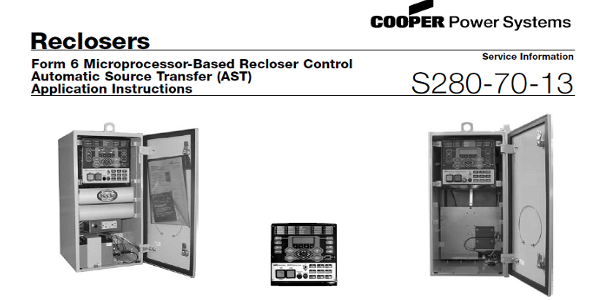 COOPER Power Systems
Reclosers
Service Information
Form 6 Microprocessor-Based Recloser Control
Automatic Source Transfer (AST)
Application Instructions
S280-70-13